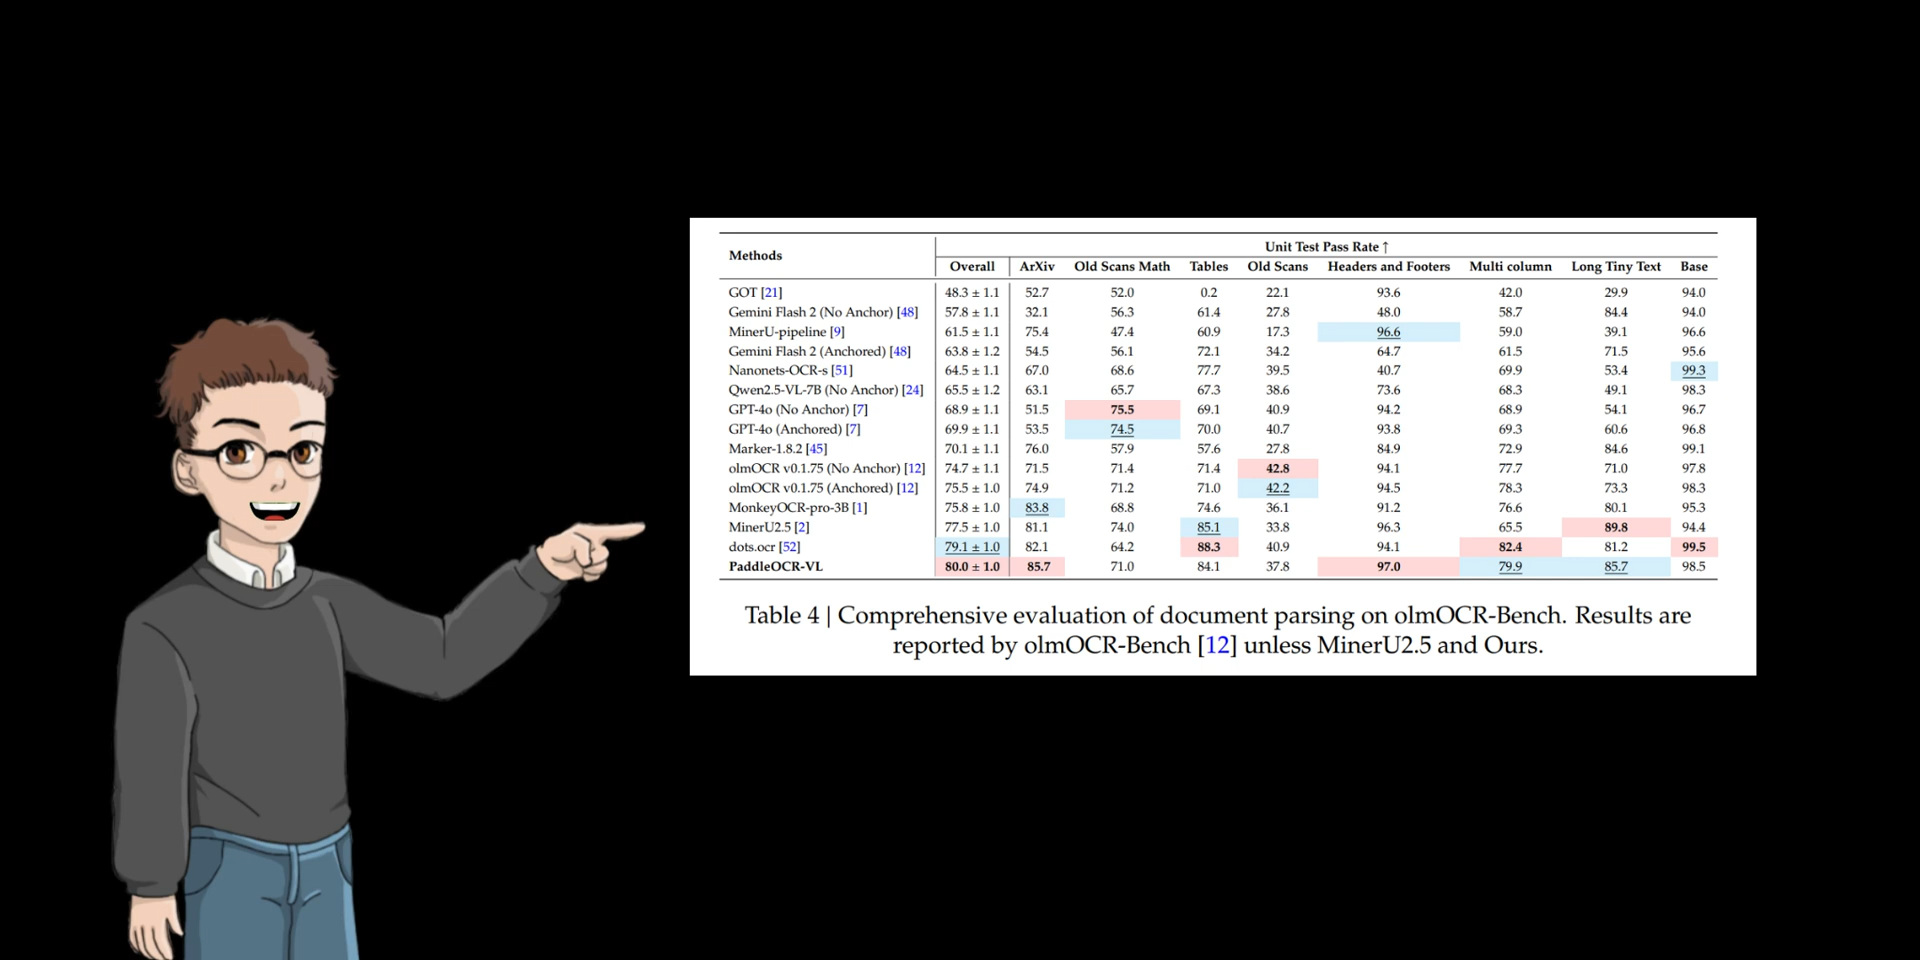 Methods Unit Test Pass Rate ↑
Overall ArXiv Old Scans Math Tables Old Scans Headers and Footers Multi column Long Tiny Text Base
GOT [21] 48.3 ± 1.1 52.7 52.0 0.2 22.1 93.6 42.0 29.9 94.0
Gemini Flash 2 (No Anchor) [48] 57.8 ± 1.1 32.1 56.3 61.4 27.8 48.0 58.7 84.4 94.0
MinerU-pipeline [9] 61.5 ± 1.1 75.4 47.4 60.9 17.3 96.6 59.0 39.1 96.6
Gemini Flash 2 (Anchored) [48] 63.8 ± 1.2 54.5 56.1 72.1 34.2 64.7 61.5 71.5 95.6
Nanonets-OCR-s [51] 64.5 ± 1.1 67.0 68.6 77.7 39.5 40.7 69.9 53.4 99.3
Qwen2.5-VL-7B (No Anchor) [24] 65.5 ± 1.2 63.1 65.7 67.3 38.6 73.6 68.3 49.1 98.3
GPT-4o (No Anchor) [7] 68.9 ± 1.1 51.5 75.5 69.1 40.9 94.2 68.9 54.1 96.7
GPT-4o (Anchored) [7] 69.9 ± 1.1 53.5 74.5 70.0 40.7 93.8 69.3 60.6 96.8
Marker-1.8.2 [45] 70.1 ± 1.1 76.0 57.9 57.6 27.8 84.9 72.9 84.6 99.1
olmOCR v0.1.75 (No Anchor) [12] 74.7 ± 1.1 71.5 71.4 71.4 42.8 94.1 77.7 71.0 97.8
olmOCR v0.1.75 (Anchored) [12] 75.5 ± 1.0 74.9 71.2 71.0 42.2 94.5 78.3 73.3 98.3
MonkeyOCR-pro-3B [1] 75.8 ± 1.0 83.8 68.8 74.6 36.1 91.2 76.6 80.1 95.3
MinerU2.5 [2] 77.5 ± 1.0 81.1 74.0 85.1 33.8 96.3 65.5 89.8 94.4
dots.ocr [52] 79.1 ± 1.0 82.1 64.2 88.3 40.9 94.1 82.4 81.2 99.5
PaddleOCR-VL 80.0 ± 1.0 85.7 71.0 84.1 37.8 97.0 79.9 85.7 98.5
Table 4 | Comprehensive evaluation of document parsing on olmOCR-Bench. Results are
reported by olmOCR-Bench [12] unless MinerU2.5 and Ours.